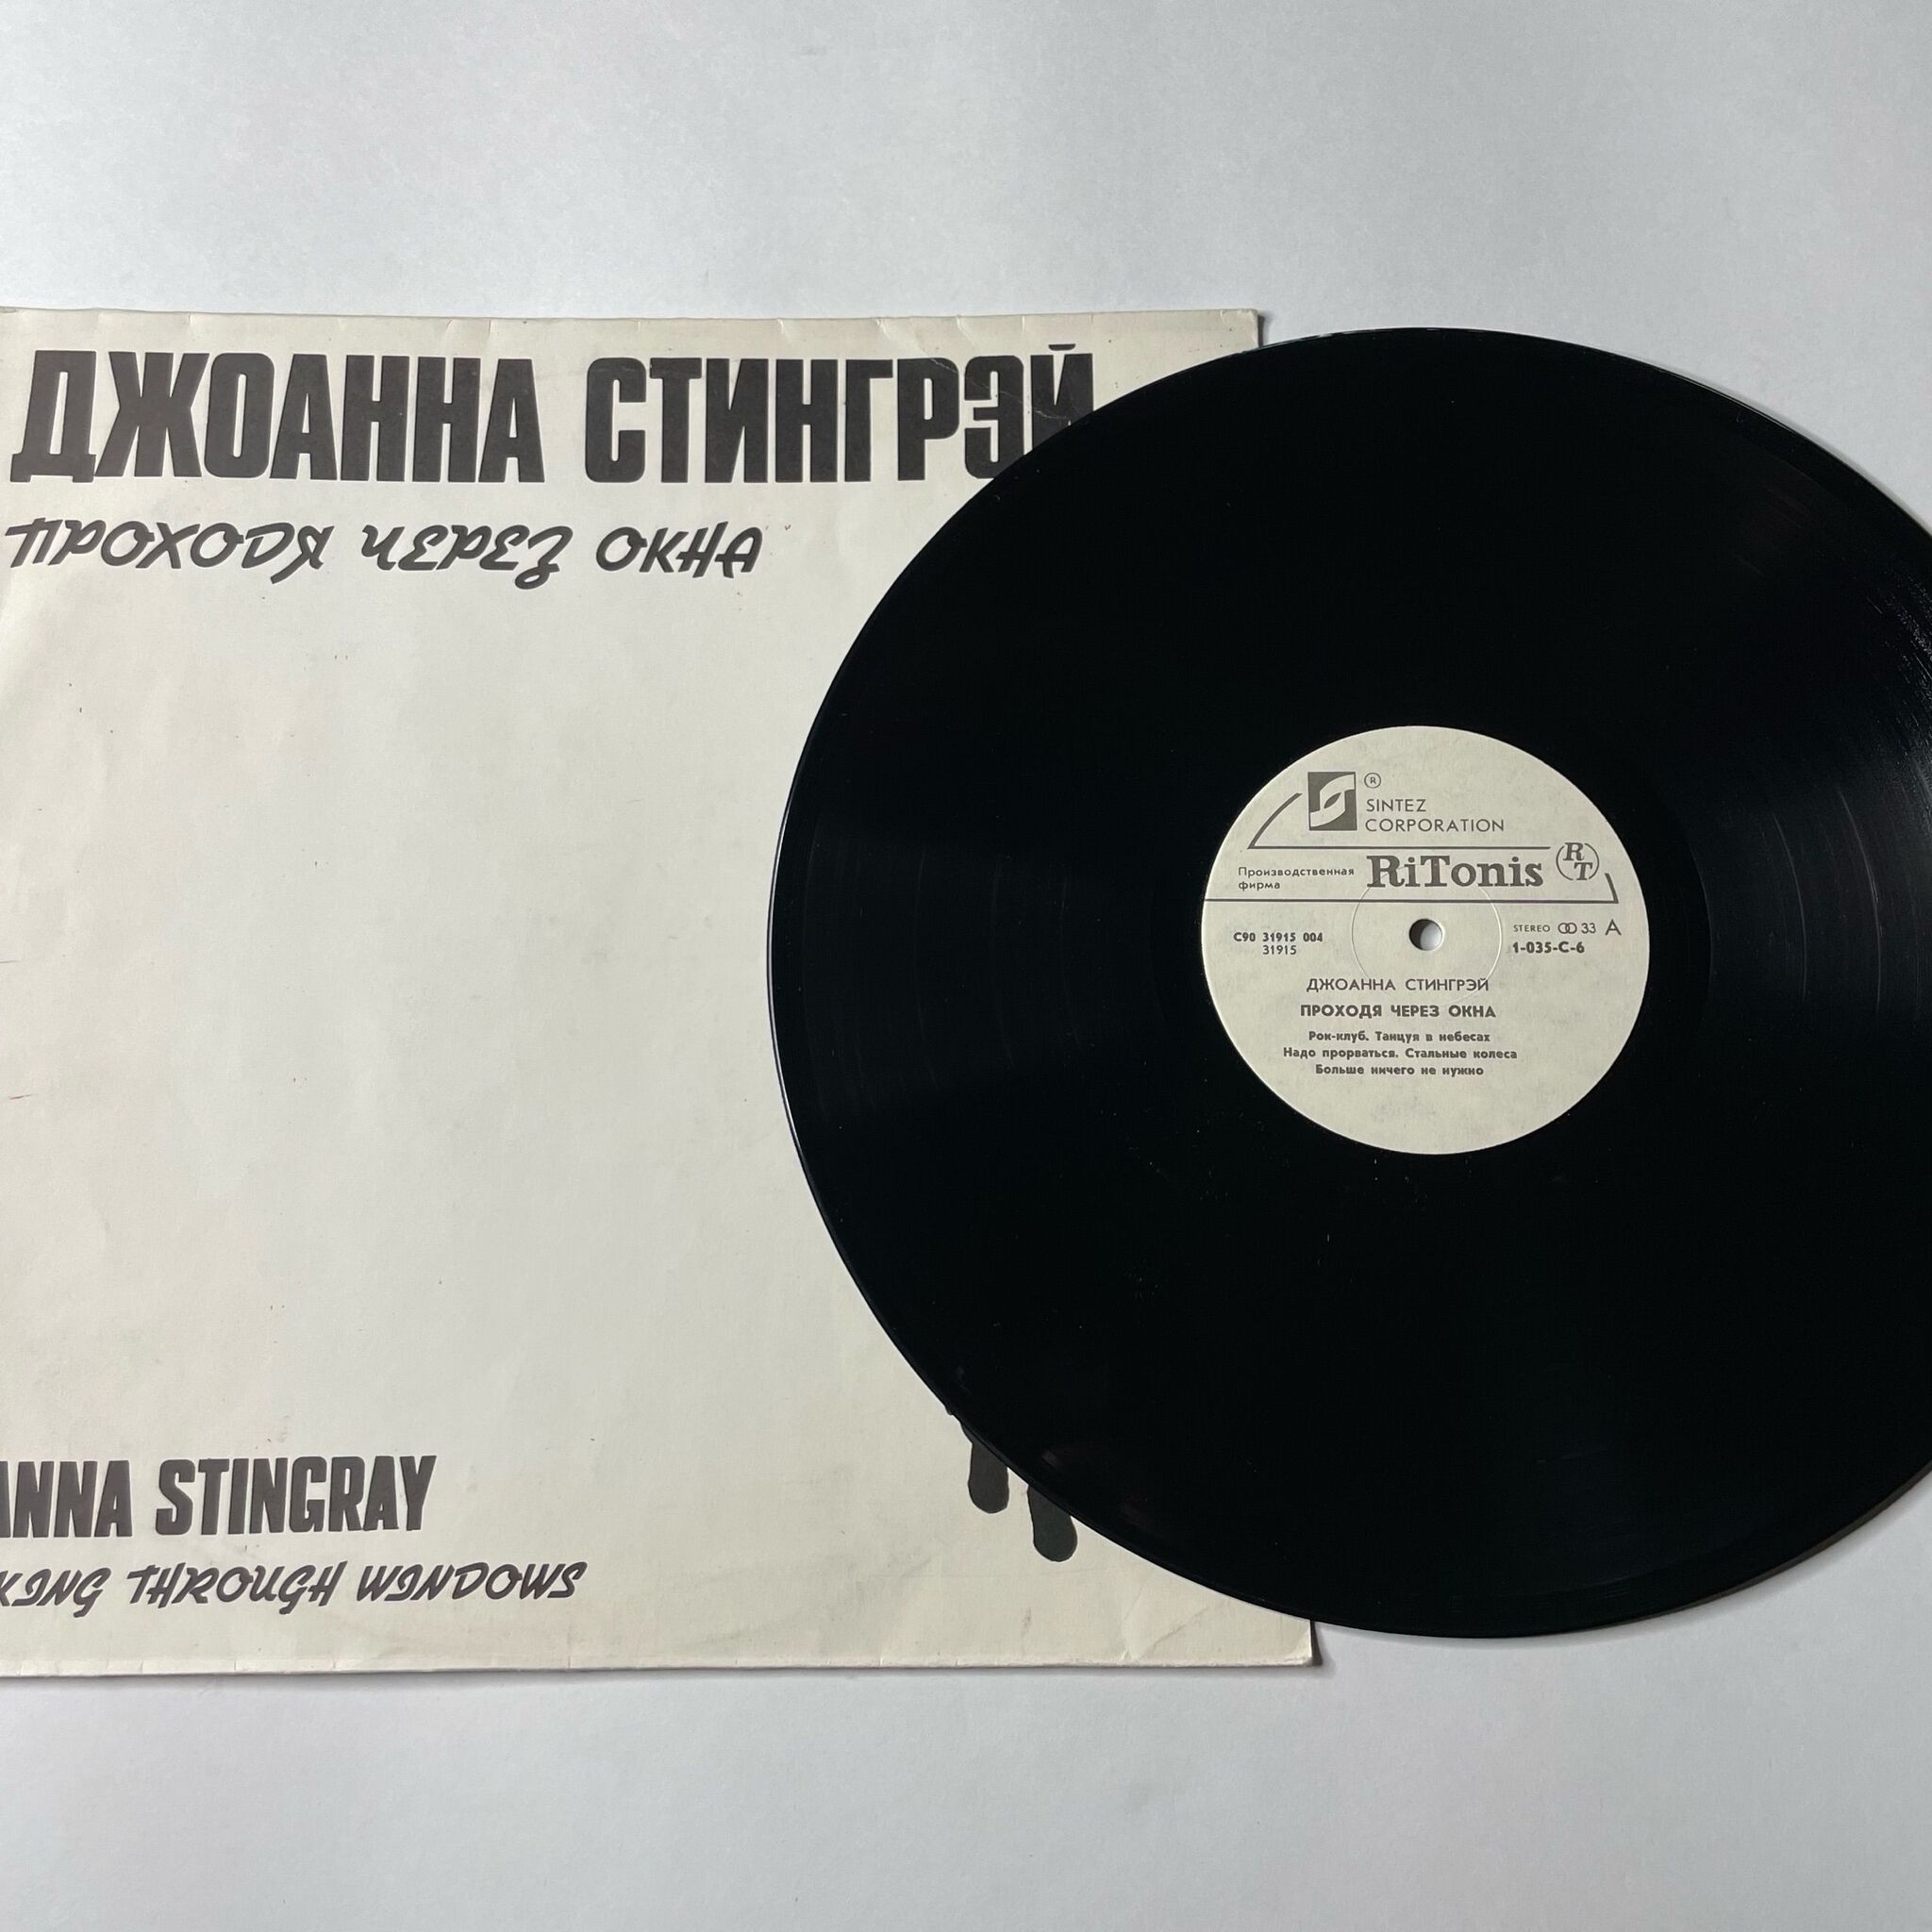 ДЖОАННА СТИНГРЭЙ
ПРОХОДЯ ЧЕРЕЗ ОКНА
STINGRAY
THROUGH WINDOWS
®
SINTEZ
CORPORATION
Производственная
фирма
RiTonis
RT
С90 31915 004
31915
STEREO 33 A
1-035-С-6
ДЖОАННА СТИНГРЭЙ
ПРОХОДЯ ЧЕРЕЗ ОКНА
Рок-клуб. Танцуя в небесах
Надо прорваться. Стальные колеса
Больше ничего не нужно